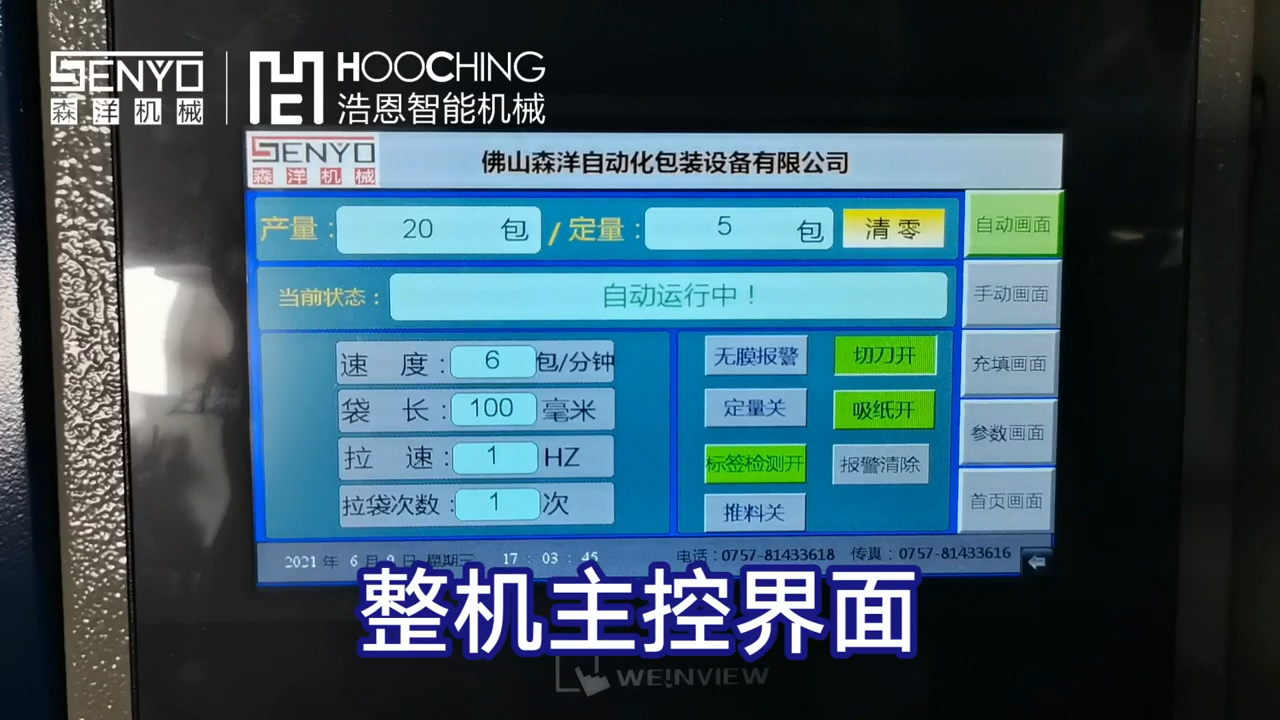 SENYO HOOCHING
森洋机械 浩恩智能机械
SENYO
森洋机械
佛山森洋自动化包装设备有限公司
产量：20 包 / 定量：5 包 清零
自动画面
当前状态：自动运行中！
手动画面
速 度：6 包/分钟
无膜报警 切刀开
充填画面
袋 长：100 毫米
定量关 吸纸开
参数画面
拉 速：1 HZ
标签检测开 报警清除
拉袋次数：1 次
推料关
首页画面
2021 年 6 月 9 日 星期三 17 : 03 : 45
电话：0757-81433618 传真：0757-81433616
整机主控界面
WEINVIEW